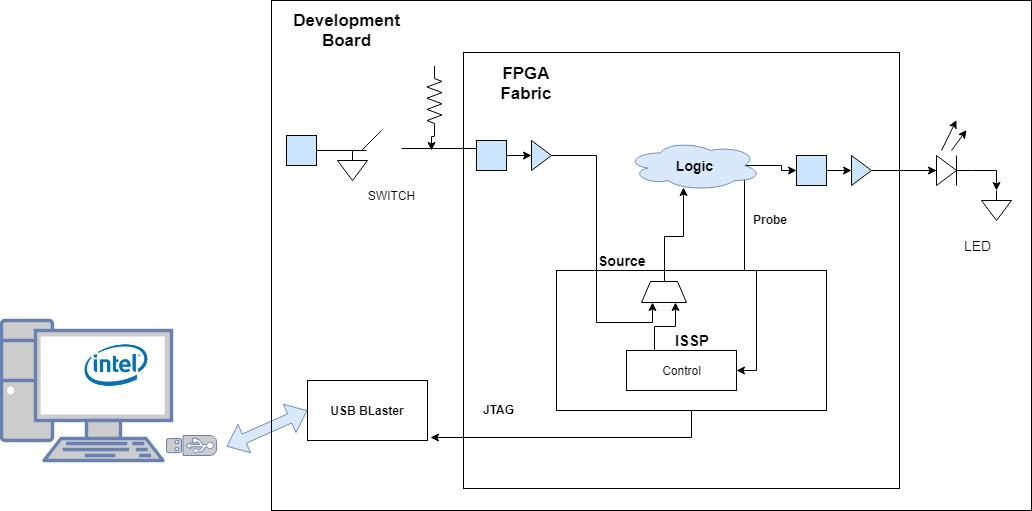 Development
Board
FPGA
Fabric
SWITCH
Logic
Probe
LED
Source
ISSP
Control
intel
USB BLaster
JTAG